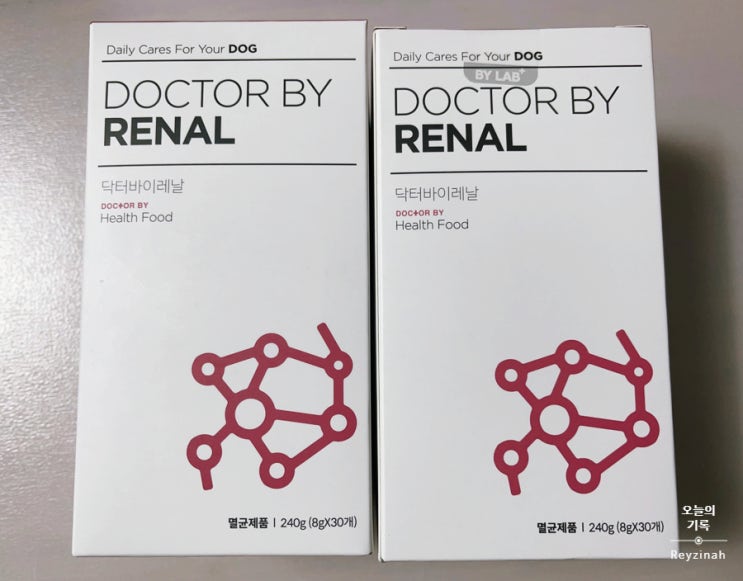 Daily Cares For Your DOG
DOCTOR BY
RENAL
닥터바이레날
DOCTOR BY
Health Food
멸균제품 | 240g (8gX30개)
Daily Cares For Your DOG
BY LAB+
DOCTOR BY
RENAL
닥터바이레날
DOCTOR BY
Health Food
멸균제품 | 240g (8gX30개)
오늘의
기록
Reyzinah